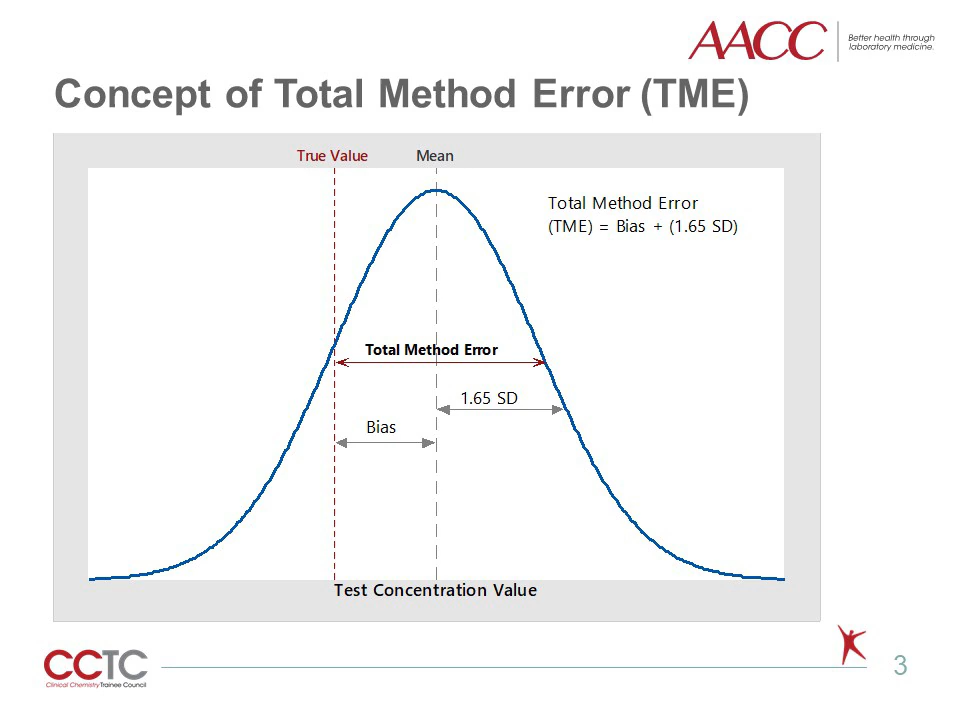 AACC
Better health through
laboratory medicine.
Concept of Total Method Error (TME)
True Value
Mean
Total Method Error
(TME) = Bias + (1.65 SD)
Total Method Error
1.65 SD
Bias
Test Concentration Value
CCTC
Clinical Chemistry Trainee Council
3